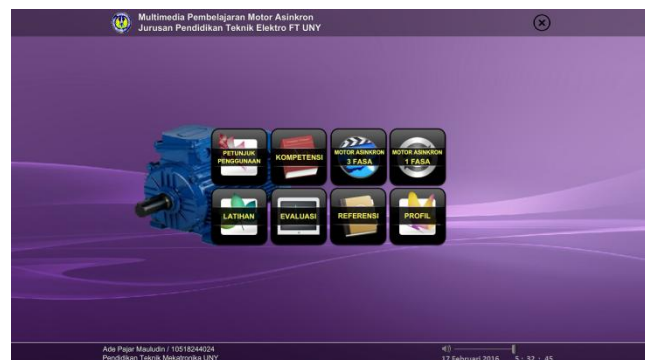 Multimedia Pembelajaran Motor Asinkron
Jurusan Pendidikan Teknik Elektro FT UNY
PETUNJUK
PENGGUNAAN
KOMPETENSI
MOTOR ASINKRON
3 FASA
MOTOR ASINKRON
1 FASA
LATIHAN
EVALUASI
REFERENSI
PROFIL
Ade Pajar Mauludin / 10518244024
Pendidikan Teknik Mekatronika UNY
17 Februari 2016 5 : 32 : 45